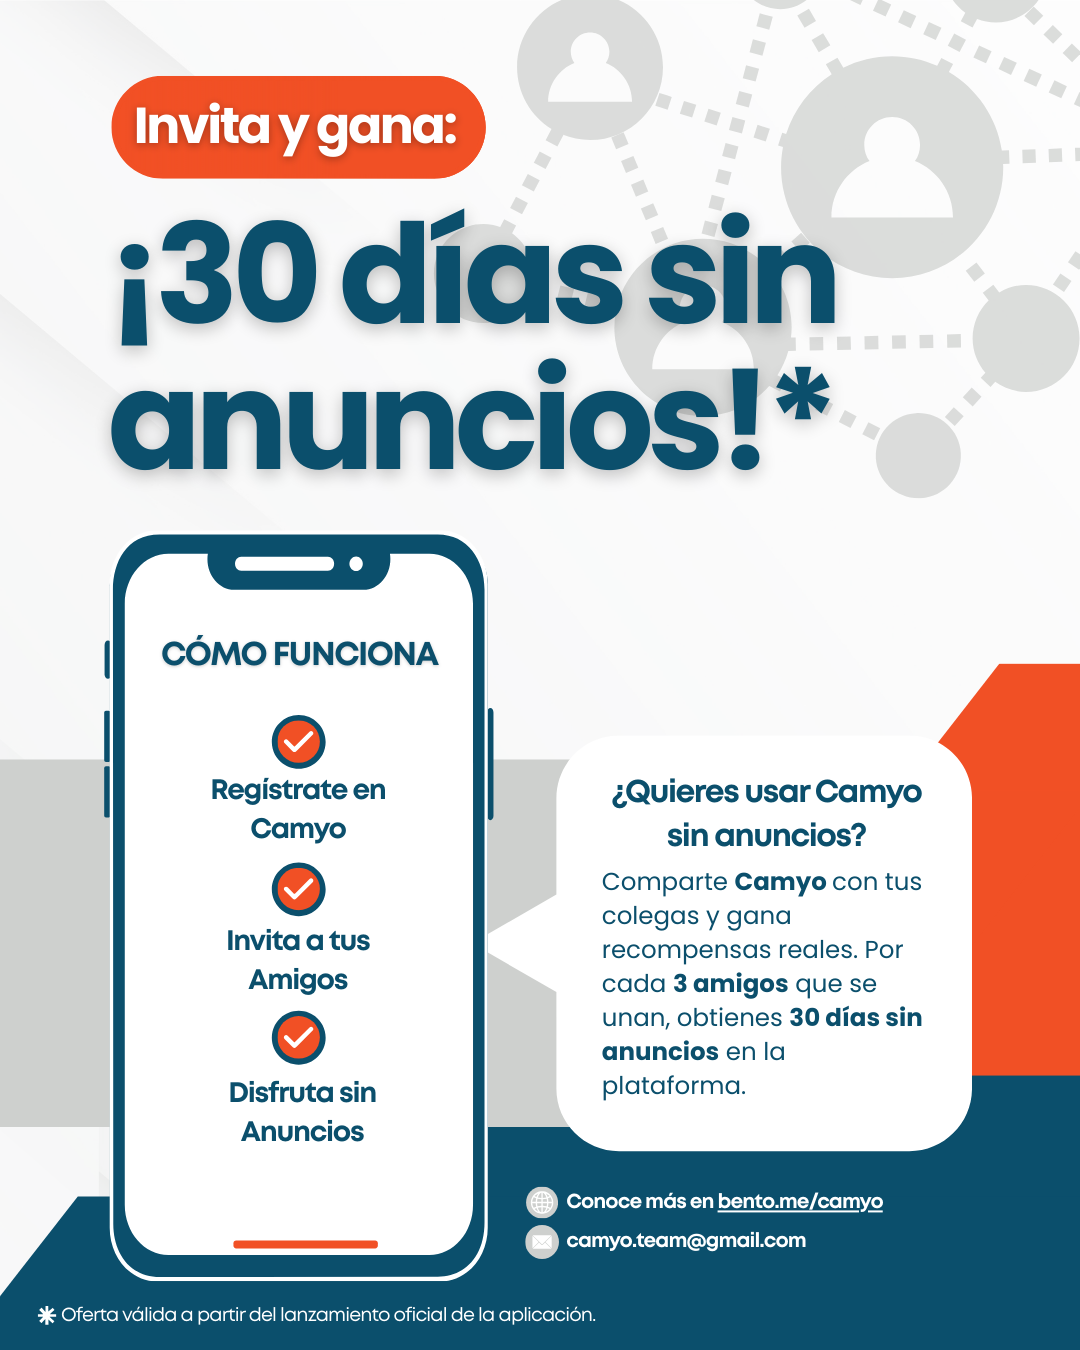 Invita y gana:
¡30 días sin
anuncios!*
CÓMO FUNCIONA
Regístrate en
Camyo
Invita a tus
Amigos
Disfruta sin
Anuncios
¿Quieres usar Camyo
sin anuncios?
Comparte Camyo con tus
colegas y gana
recompensas reales. Por
cada 3 amigos que se
unan, obtienes 30 días sin
anuncios en la
plataforma.
Conoce más en bento.me/camyo
camyo.team@gmail.com
* Oferta válida a partir del lanzamiento oficial de la aplicación.